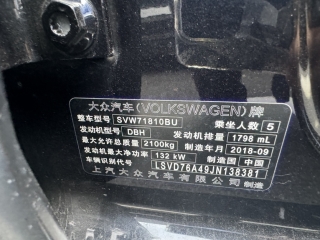 大众汽车(VOLKSWAGEN)牌
整车型号 SVW71810BU 乘坐人数 5
发动机型号 DBH 发动机排量 1798 mL
最大允许总质量 2100kg 制造年月 2018-09
发动机最大净功率 132 kW 制造国 中国
车辆识别代号 LSVD76A49JN138381
上汽大众汽车有限公司 制造